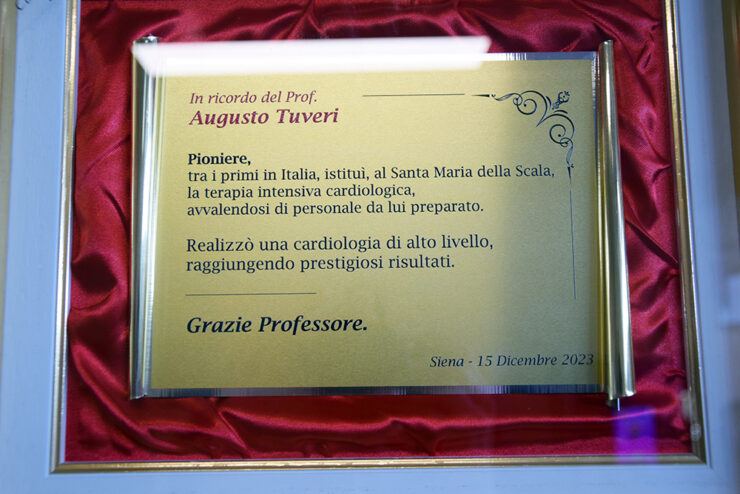 In ricordo del Prof.
Augusto Tuveri
Pioniere,
tra i primi in Italia, istituì, al Santa Maria della Scala,
la terapia intensiva cardiologica,
avvalendosi di personale da lui preparato.
Realizzò una cardiologia di alto livello,
raggiungendo prestigiosi risultati.
Grazie Professore.
Siena - 15 Dicembre 2023